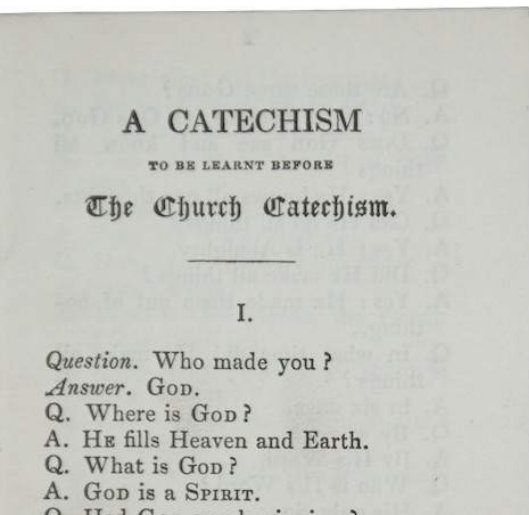 A CATECHISM
TO BE LEARNT BEFORE
The Church Catechism.
I.
Question. Who made you ?
Answer. GOD.
Q. Where is GOD ?
A. HE fills Heaven and Earth.
Q. What is GOD ?
A. GOD is a SPIRIT.